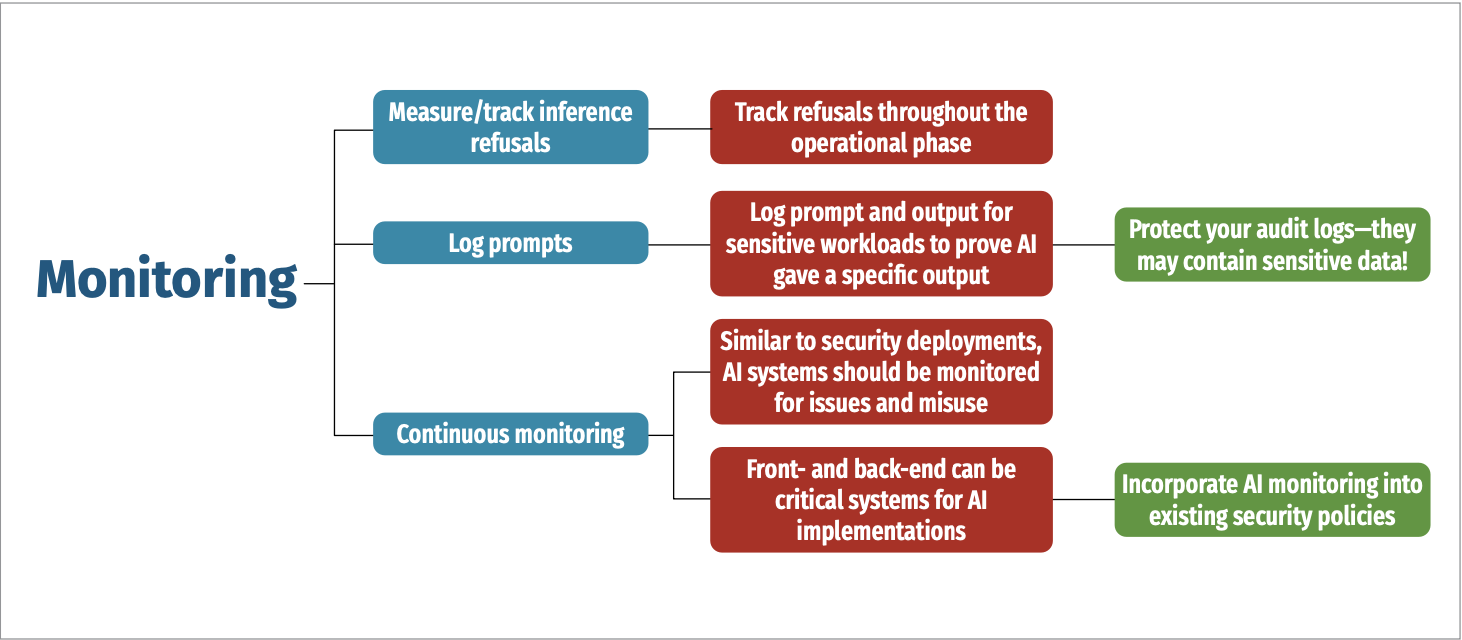 Monitoring
Measure/track inference
refusals
Track refusals throughout the
operational phase
Log prompts
Log prompt and output for
sensitive workloads to prove AI
gave a specific output
Protect your audit logs—they
may contain sensitive data!
Continuous monitoring
Similar to security deployments,
AI systems should be monitored
for issues and misuse
Front- and back-end can be
critical systems for AI
implementations
Incorporate AI monitoring into
existing security policies